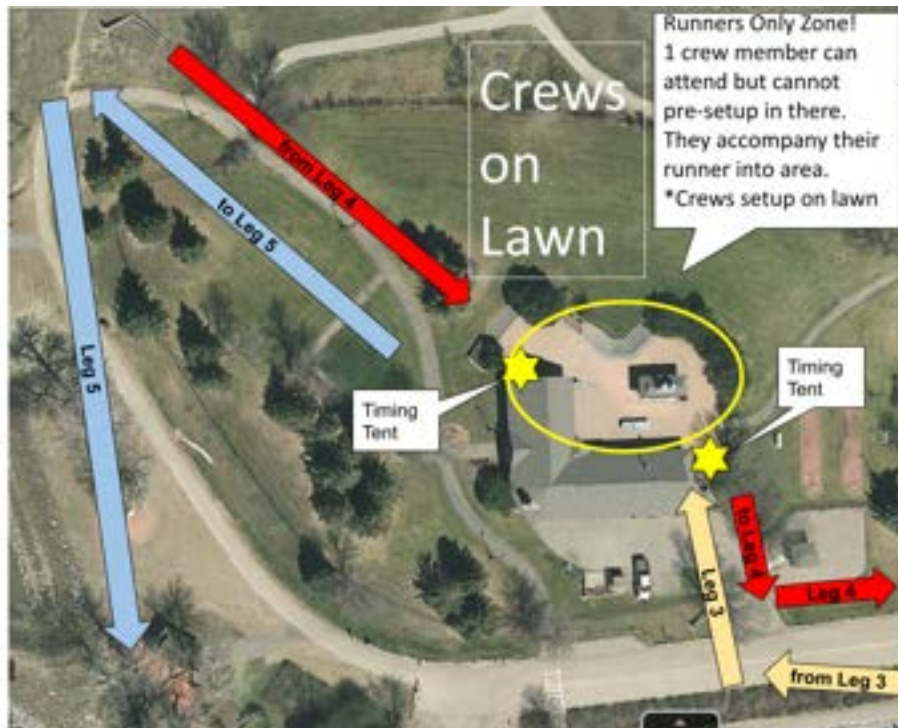 Runners Only Zone!
1 crew member can
attend but cannot
pre-setup in there.
They accompany their
runner into area.
*Crews setup on lawn
Crews
on
Lawn
from Leg 4
to Leg 5
Leg 5
Timing
Tent
Timing
Tent
to Leg 4
Leg 4
Leg 3
from Leg 3